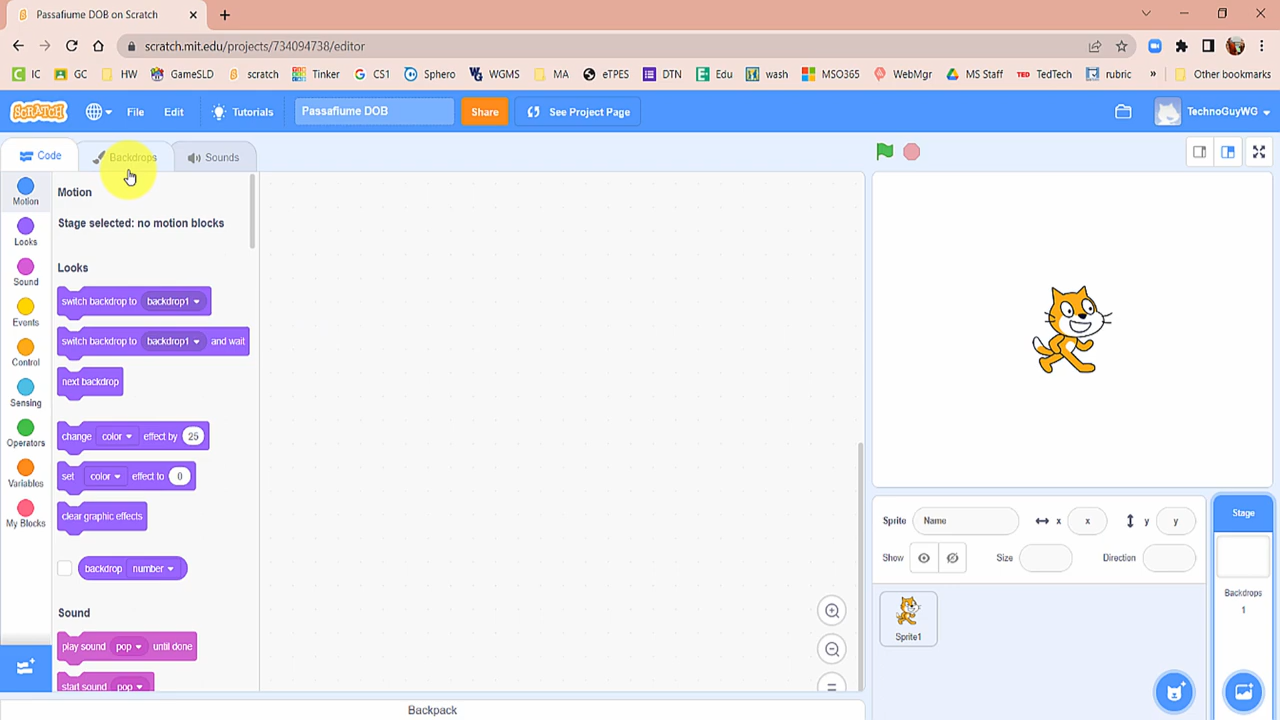 Passafiume DOB on Scratch
scratch.mit.edu/projects/734094738/editor
IC GC HW GameSLD scratch Tinker CS1 Sphero WGMS MA eTPES DTN Edu wash MSO365 WebMgr MS Staff TED TedTech rubric » Other bookmarks
SCRATCH File Edit Tutorials Passafiume DOB Share See Project Page TechnoGuyWG
Code Backdrops Sounds
Motion
Looks
Sound
Events
Control
Sensing
Operators
Variables
My Blocks
Motion
Stage selected: no motion blocks
Looks
switch backdrop to backdrop1
switch backdrop to backdrop1 and wait
next backdrop
change color effect by 25
set color effect to 0
clear graphic effects
backdrop number
Sound
play sound pop until done
start sound pop
Sprite Name x x y y
Show Size Direction
Sprite1
Stage
Backdrops
1
Backpack